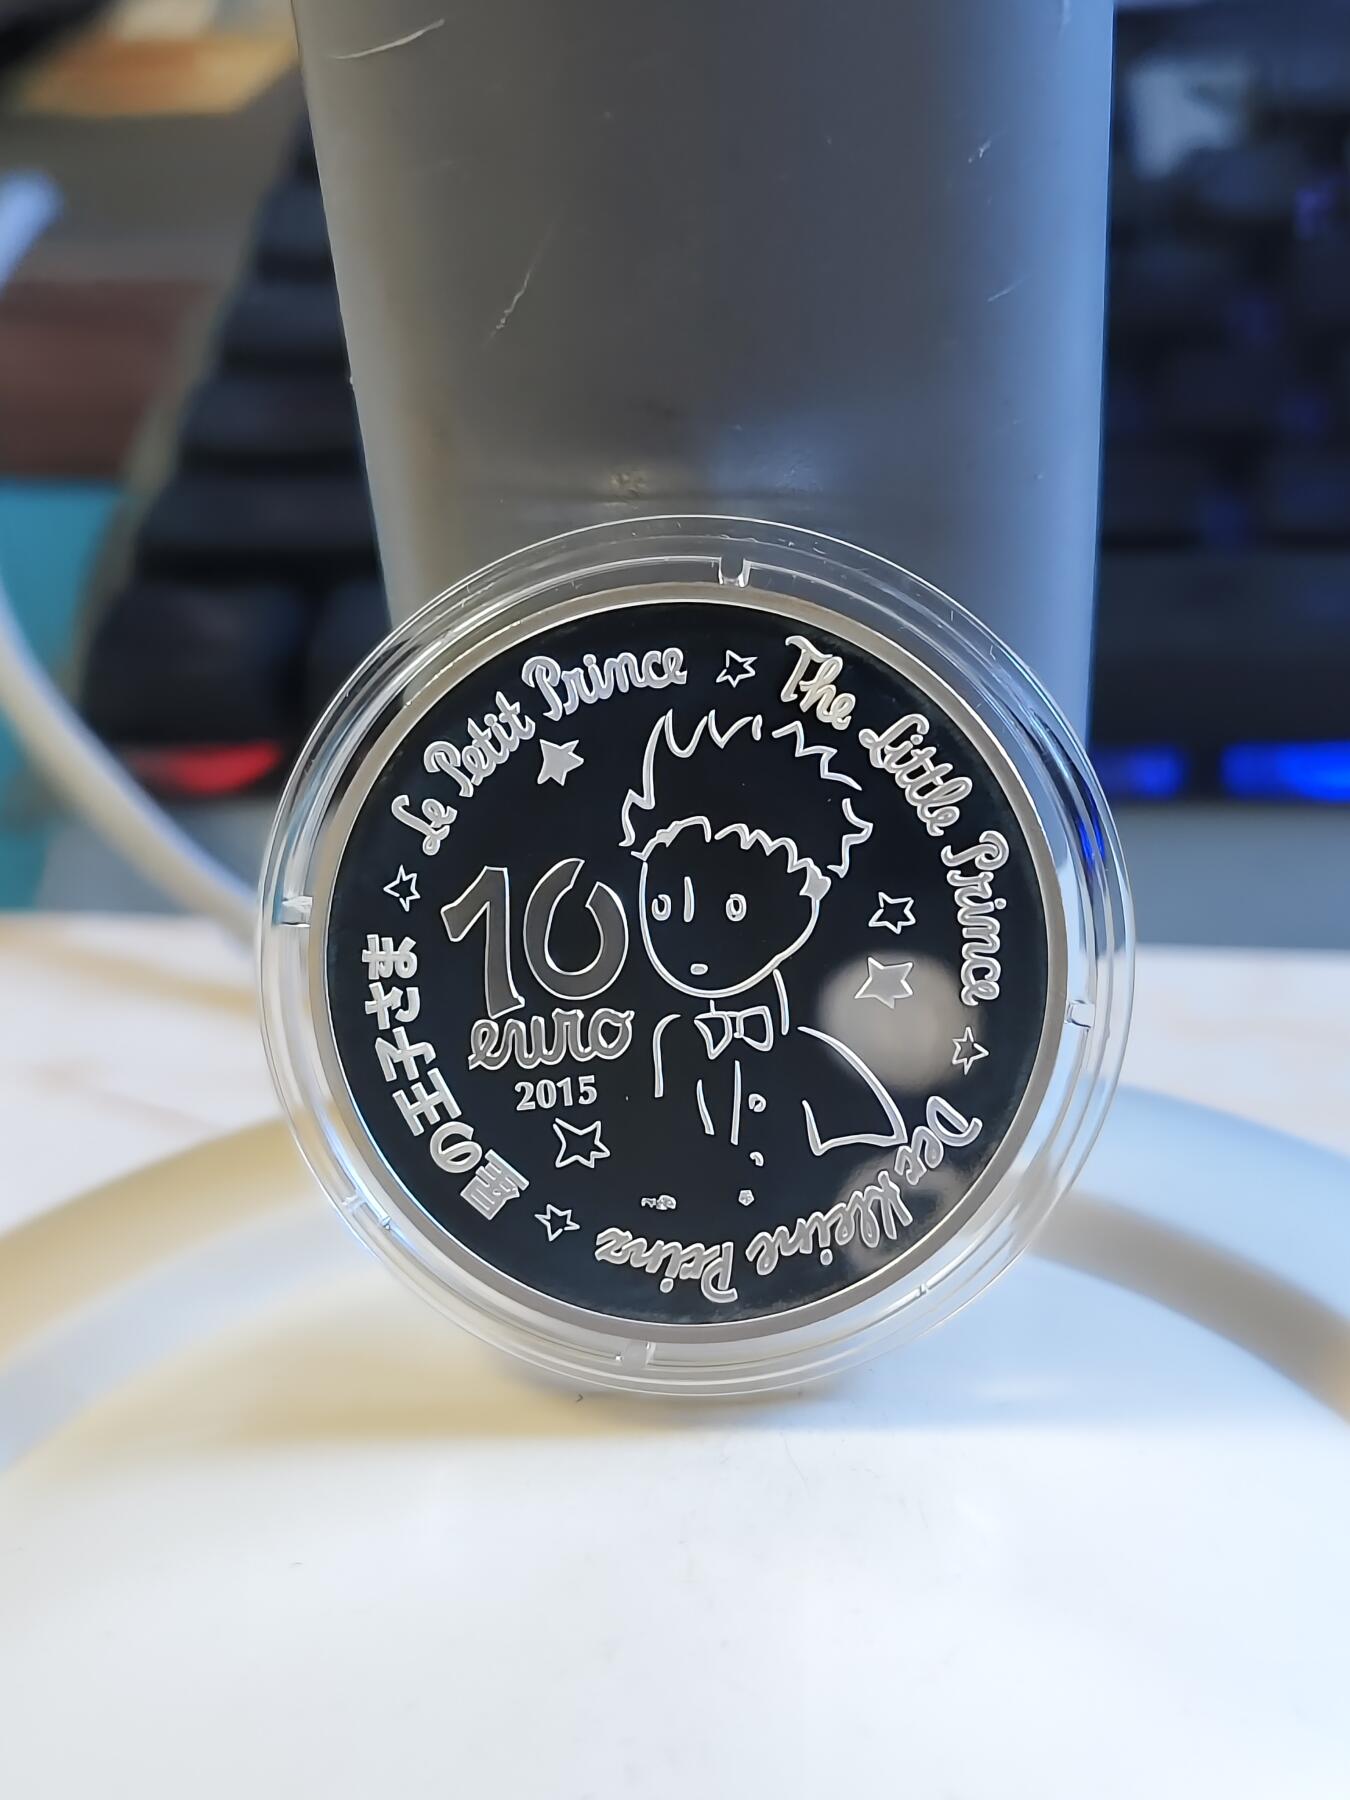 Le Petit Prince
The Little Prince
Der Kleine Prinz
星の王子さま
10
euro
2015